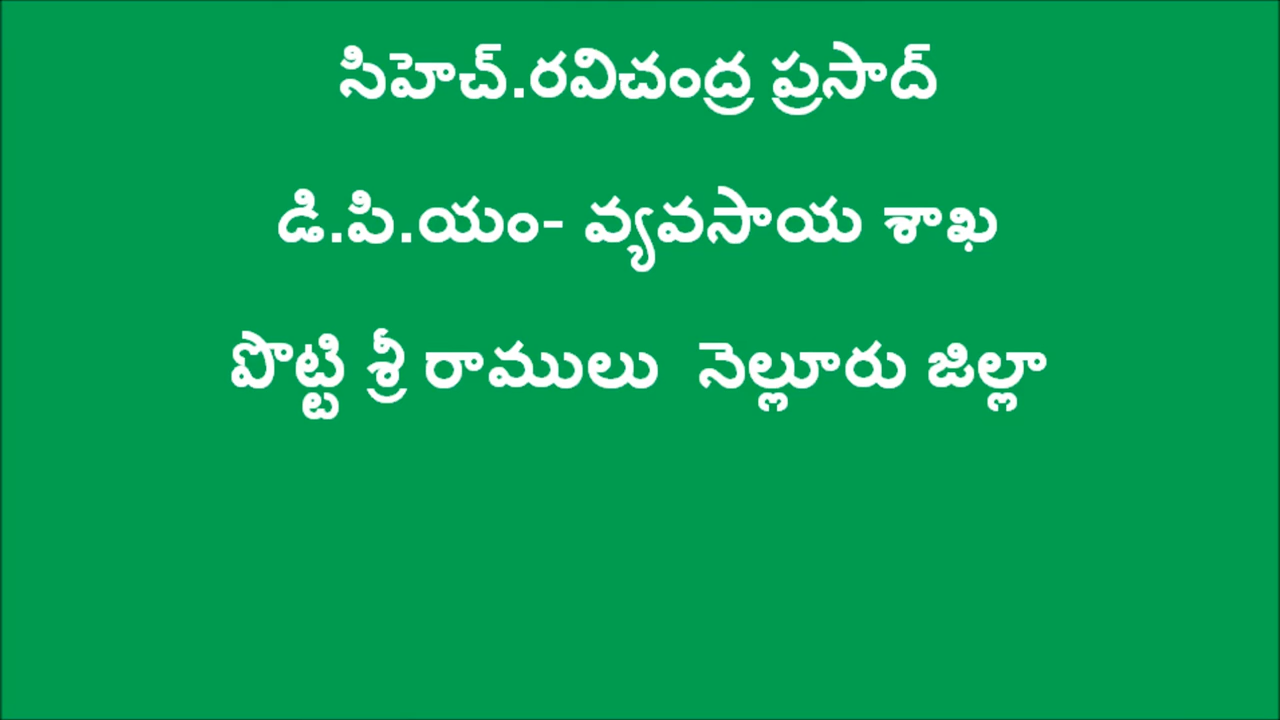 సిహెచ్.రవిచంద్ర ప్రసాద్
డి.పి.యం- వ్యవసాయ శాఖ
పొట్టి శ్రీ రాములు  నెల్లూరు జిల్లా